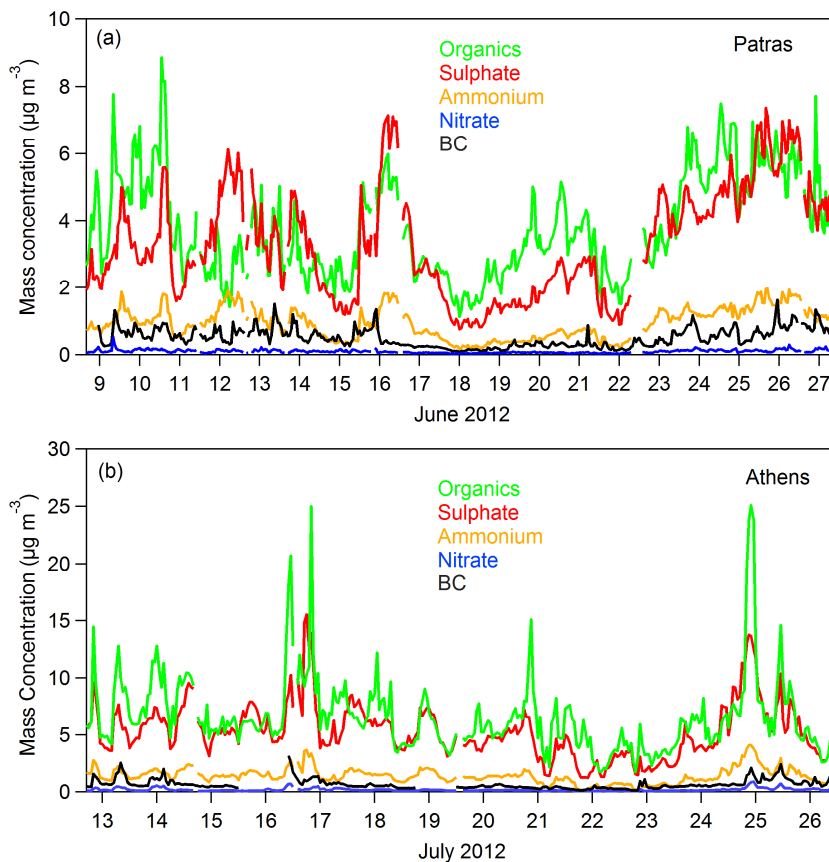 10
(a)
Patras
Organics
Sulphate
Ammonium
Nitrate
BC
8
6
4
2
0
Mass concentration (µg m⁻³)
9 10 11 12 13 14 15 16 17 18 19 20 21 22 23 24 25 26 27
June 2012
30
(b)
Athens
Organics
Sulphate
Ammonium
Nitrate
BC
25
20
15
10
5
0
Mass Concentration (µg m⁻³)
13 14 15 16 17 18 19 20 21 22 23 24 25 26
July 2012